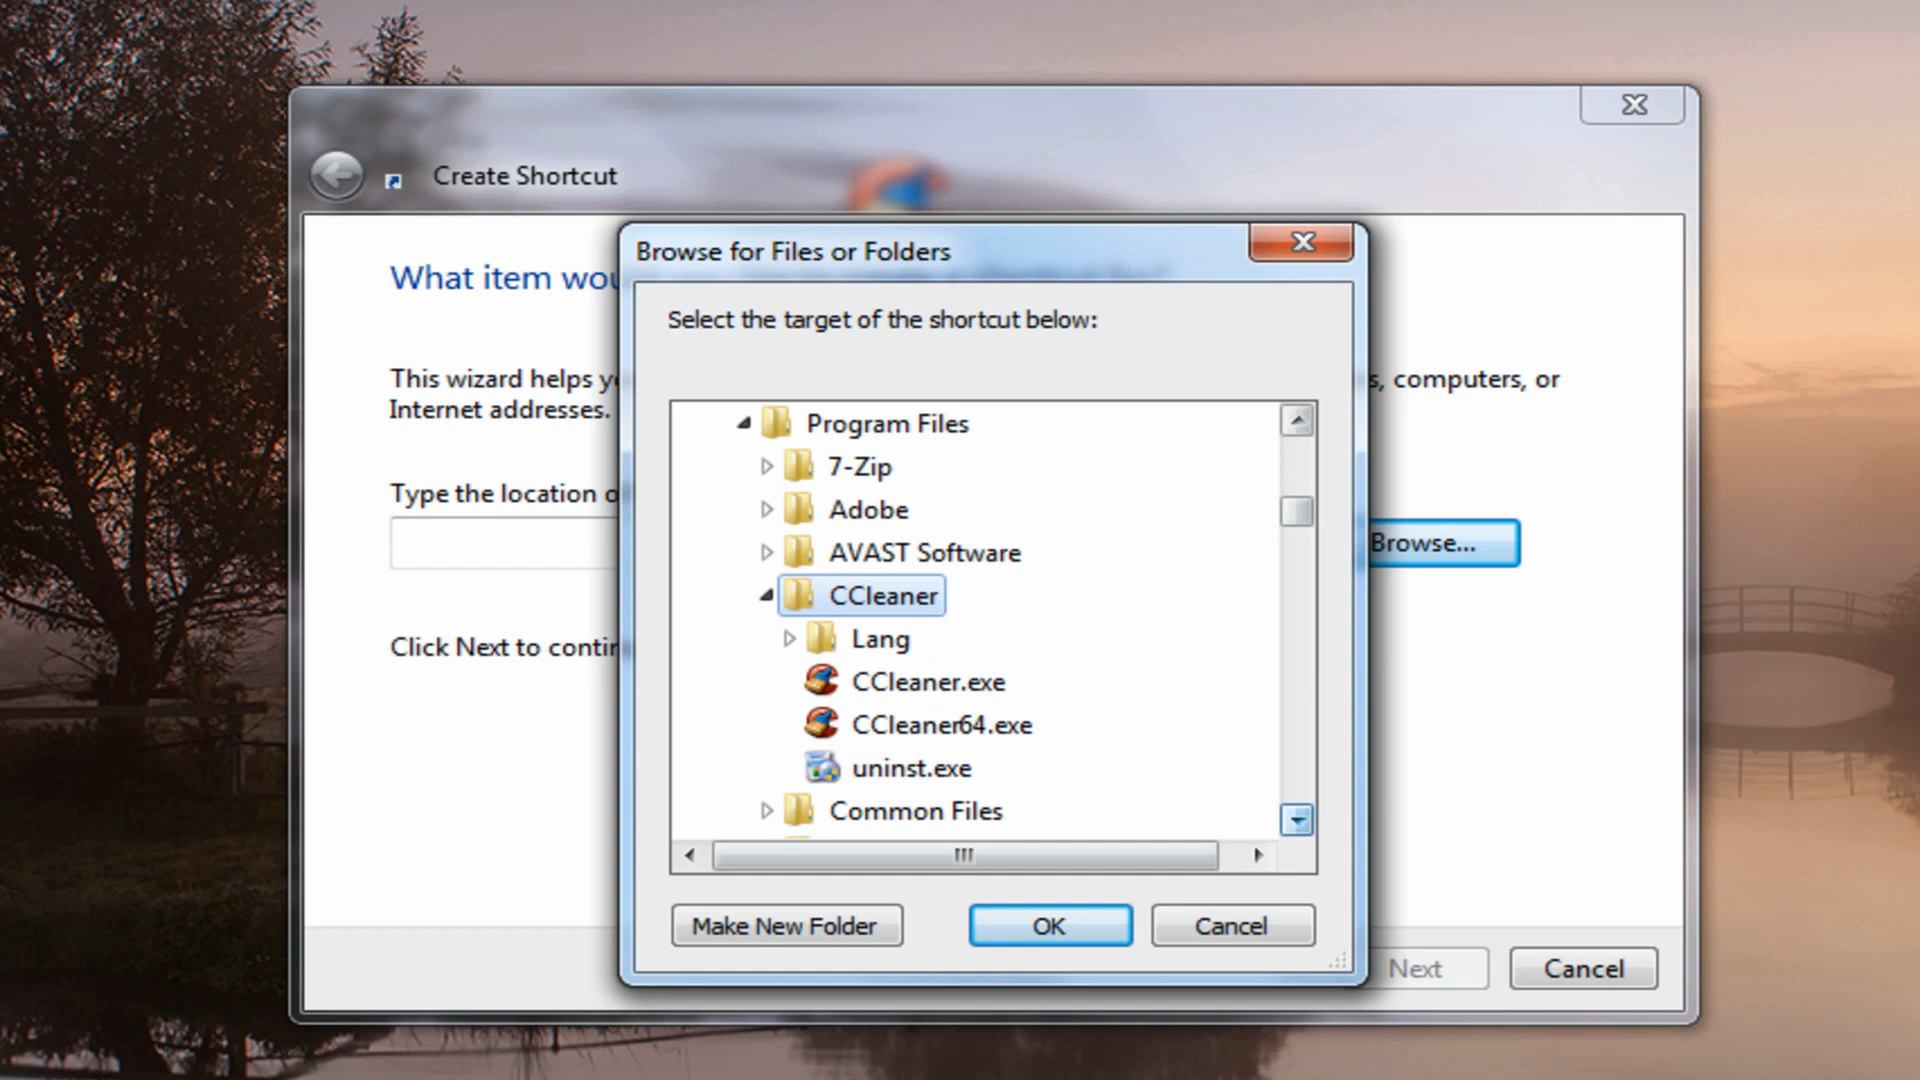 Create Shortcut
What item wou
Browse for Files or Folders
Select the target of the shortcut below:
This wizard helps y
s, computers, or
Internet addresses.
Program Files
7-Zip
Adobe
AVAST Software
Type the location o
Browse...
CCleaner
Lang
Click Next to contin
CCleaner.exe
CCleaner64.exe
uninst.exe
Common Files
Make New Folder
OK
Cancel
Next
Cancel